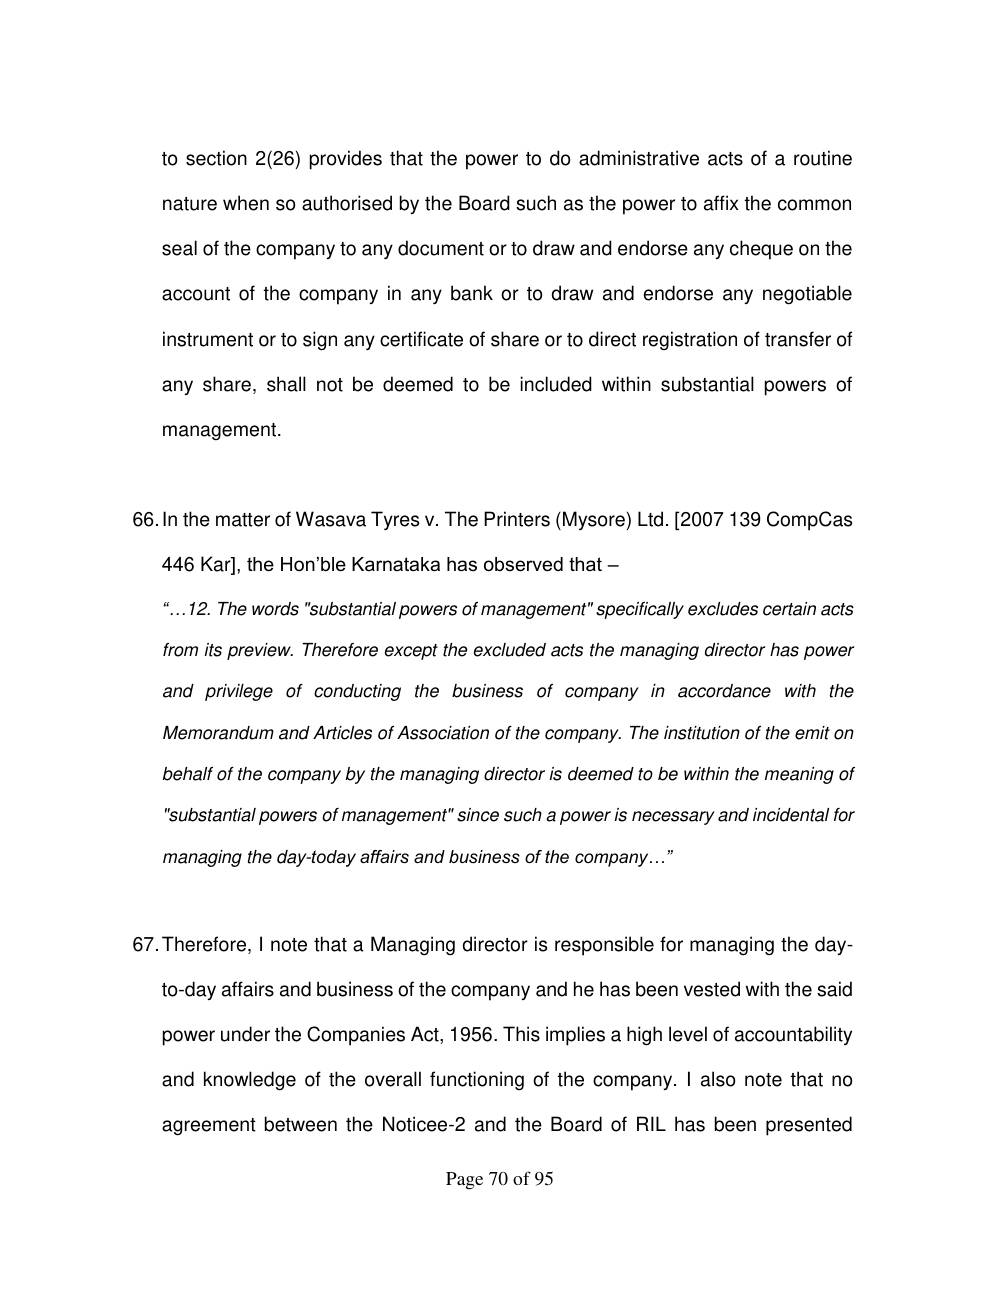 to section 2(26) provides that the power to do administrative acts of a routine
nature when so authorised by the Board such as the power to affix the common
seal of the company to any document or to draw and endorse any cheque on the
account of the company in any bank or to draw and endorse any negotiable
instrument or to sign any certificate of share or to direct registration of transfer of
any share, shall not be deemed to be included within substantial powers of
management.
66. In the matter of Wasava Tyres v. The Printers (Mysore) Ltd. [2007 139 CompCas
446 Kar], the Hon’ble Karnataka has observed that –
“…12. The words "substantial powers of management" specifically excludes certain acts
from its preview. Therefore except the excluded acts the managing director has power
and privilege of conducting the business of company in accordance with the
Memorandum and Articles of Association of the company. The institution of the emit on
behalf of the company by the managing director is deemed to be within the meaning of
"substantial powers of management" since such a power is necessary and incidental for
managing the day-today affairs and business of the company…”
67. Therefore, I note that a Managing director is responsible for managing the day-
to-day affairs and business of the company and he has been vested with the said
power under the Companies Act, 1956. This implies a high level of accountability
and knowledge of the overall functioning of the company. I also note that no
agreement between the Noticee-2 and the Board of RIL has been presented
Page 70 of 95